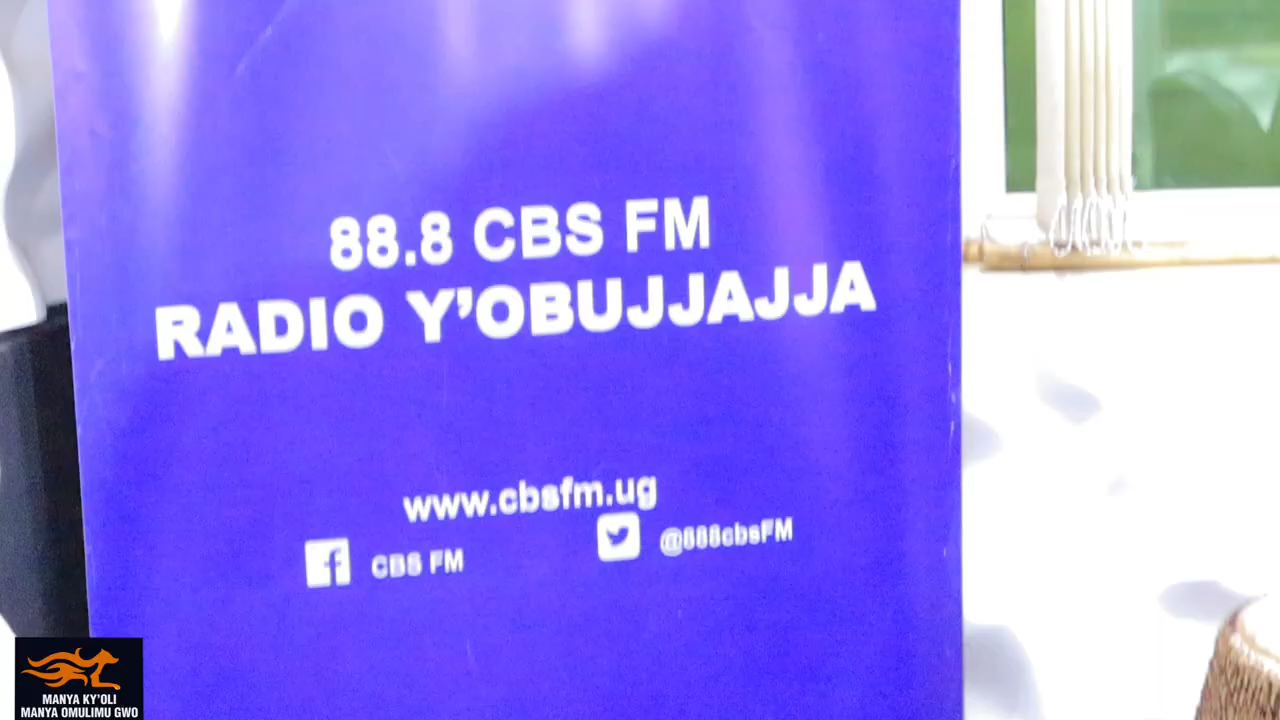 88.8 CBS FM
RADIO Y'OBUJJAJJA
www.cbsfm.ug
CBS FM
@888cbsFM
MANYA KY'OLI
MANYA OMULIMU GWO